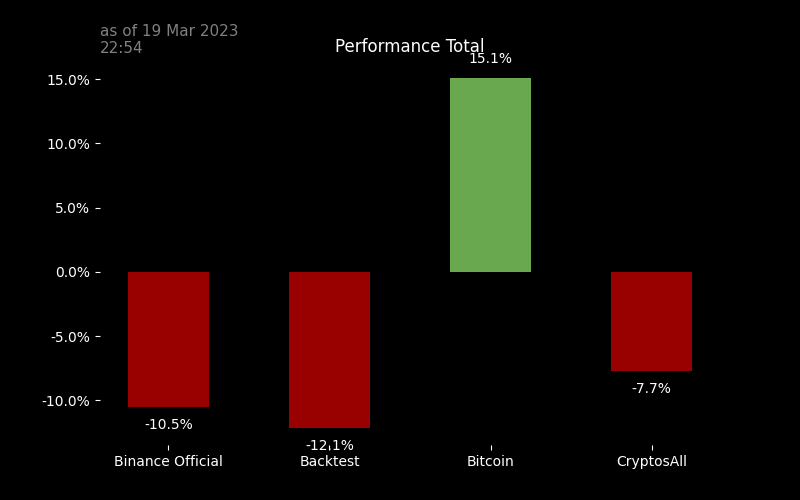 as of 19 Mar 2023
22:54
Performance Total
15.1%
15.0%
10.0%
5.0%
0.0%
-5.0%
-10.0%
-7.7%
-10.5%
-12.1%
Binance Official
Backtest
Bitcoin
CryptosAll